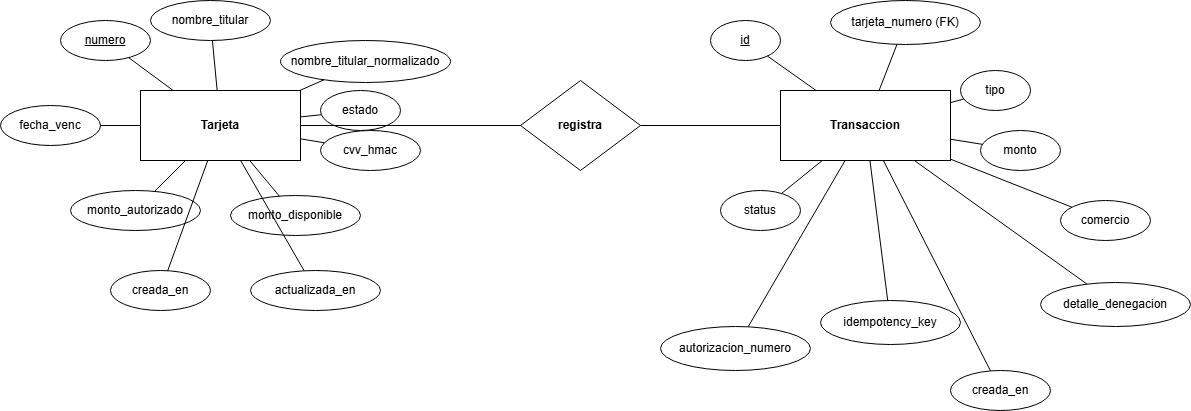 nombre_titular
numero
nombre_titular_normalizado
fecha_venc
Tarjeta
estado
cvv_hmac
monto_autorizado
monto_disponible
creada_en
actualizada_en
registra
id
tarjeta_numero (FK)
tipo
Transaccion
monto
status
comercio
detalle_denegacion
idempotency_key
autorizacion_numero
creada_en